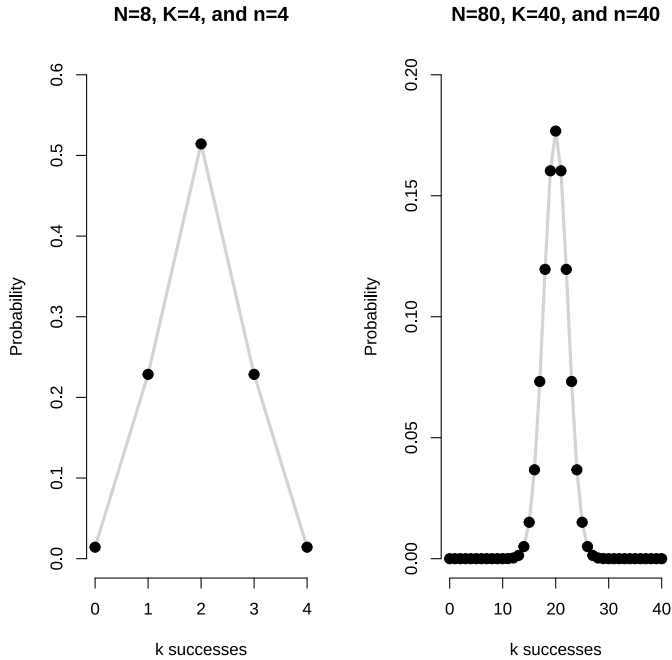 N=8, K=4, and n=4
Probability
0.6
0.5
0.4
0.3
0.2
0.1
0.0
0 1 2 3 4
k successes
N=80, K=40, and n=40
Probability
0.20
0.15
0.10
0.05
0.00
0 10 20 30 40
k successes